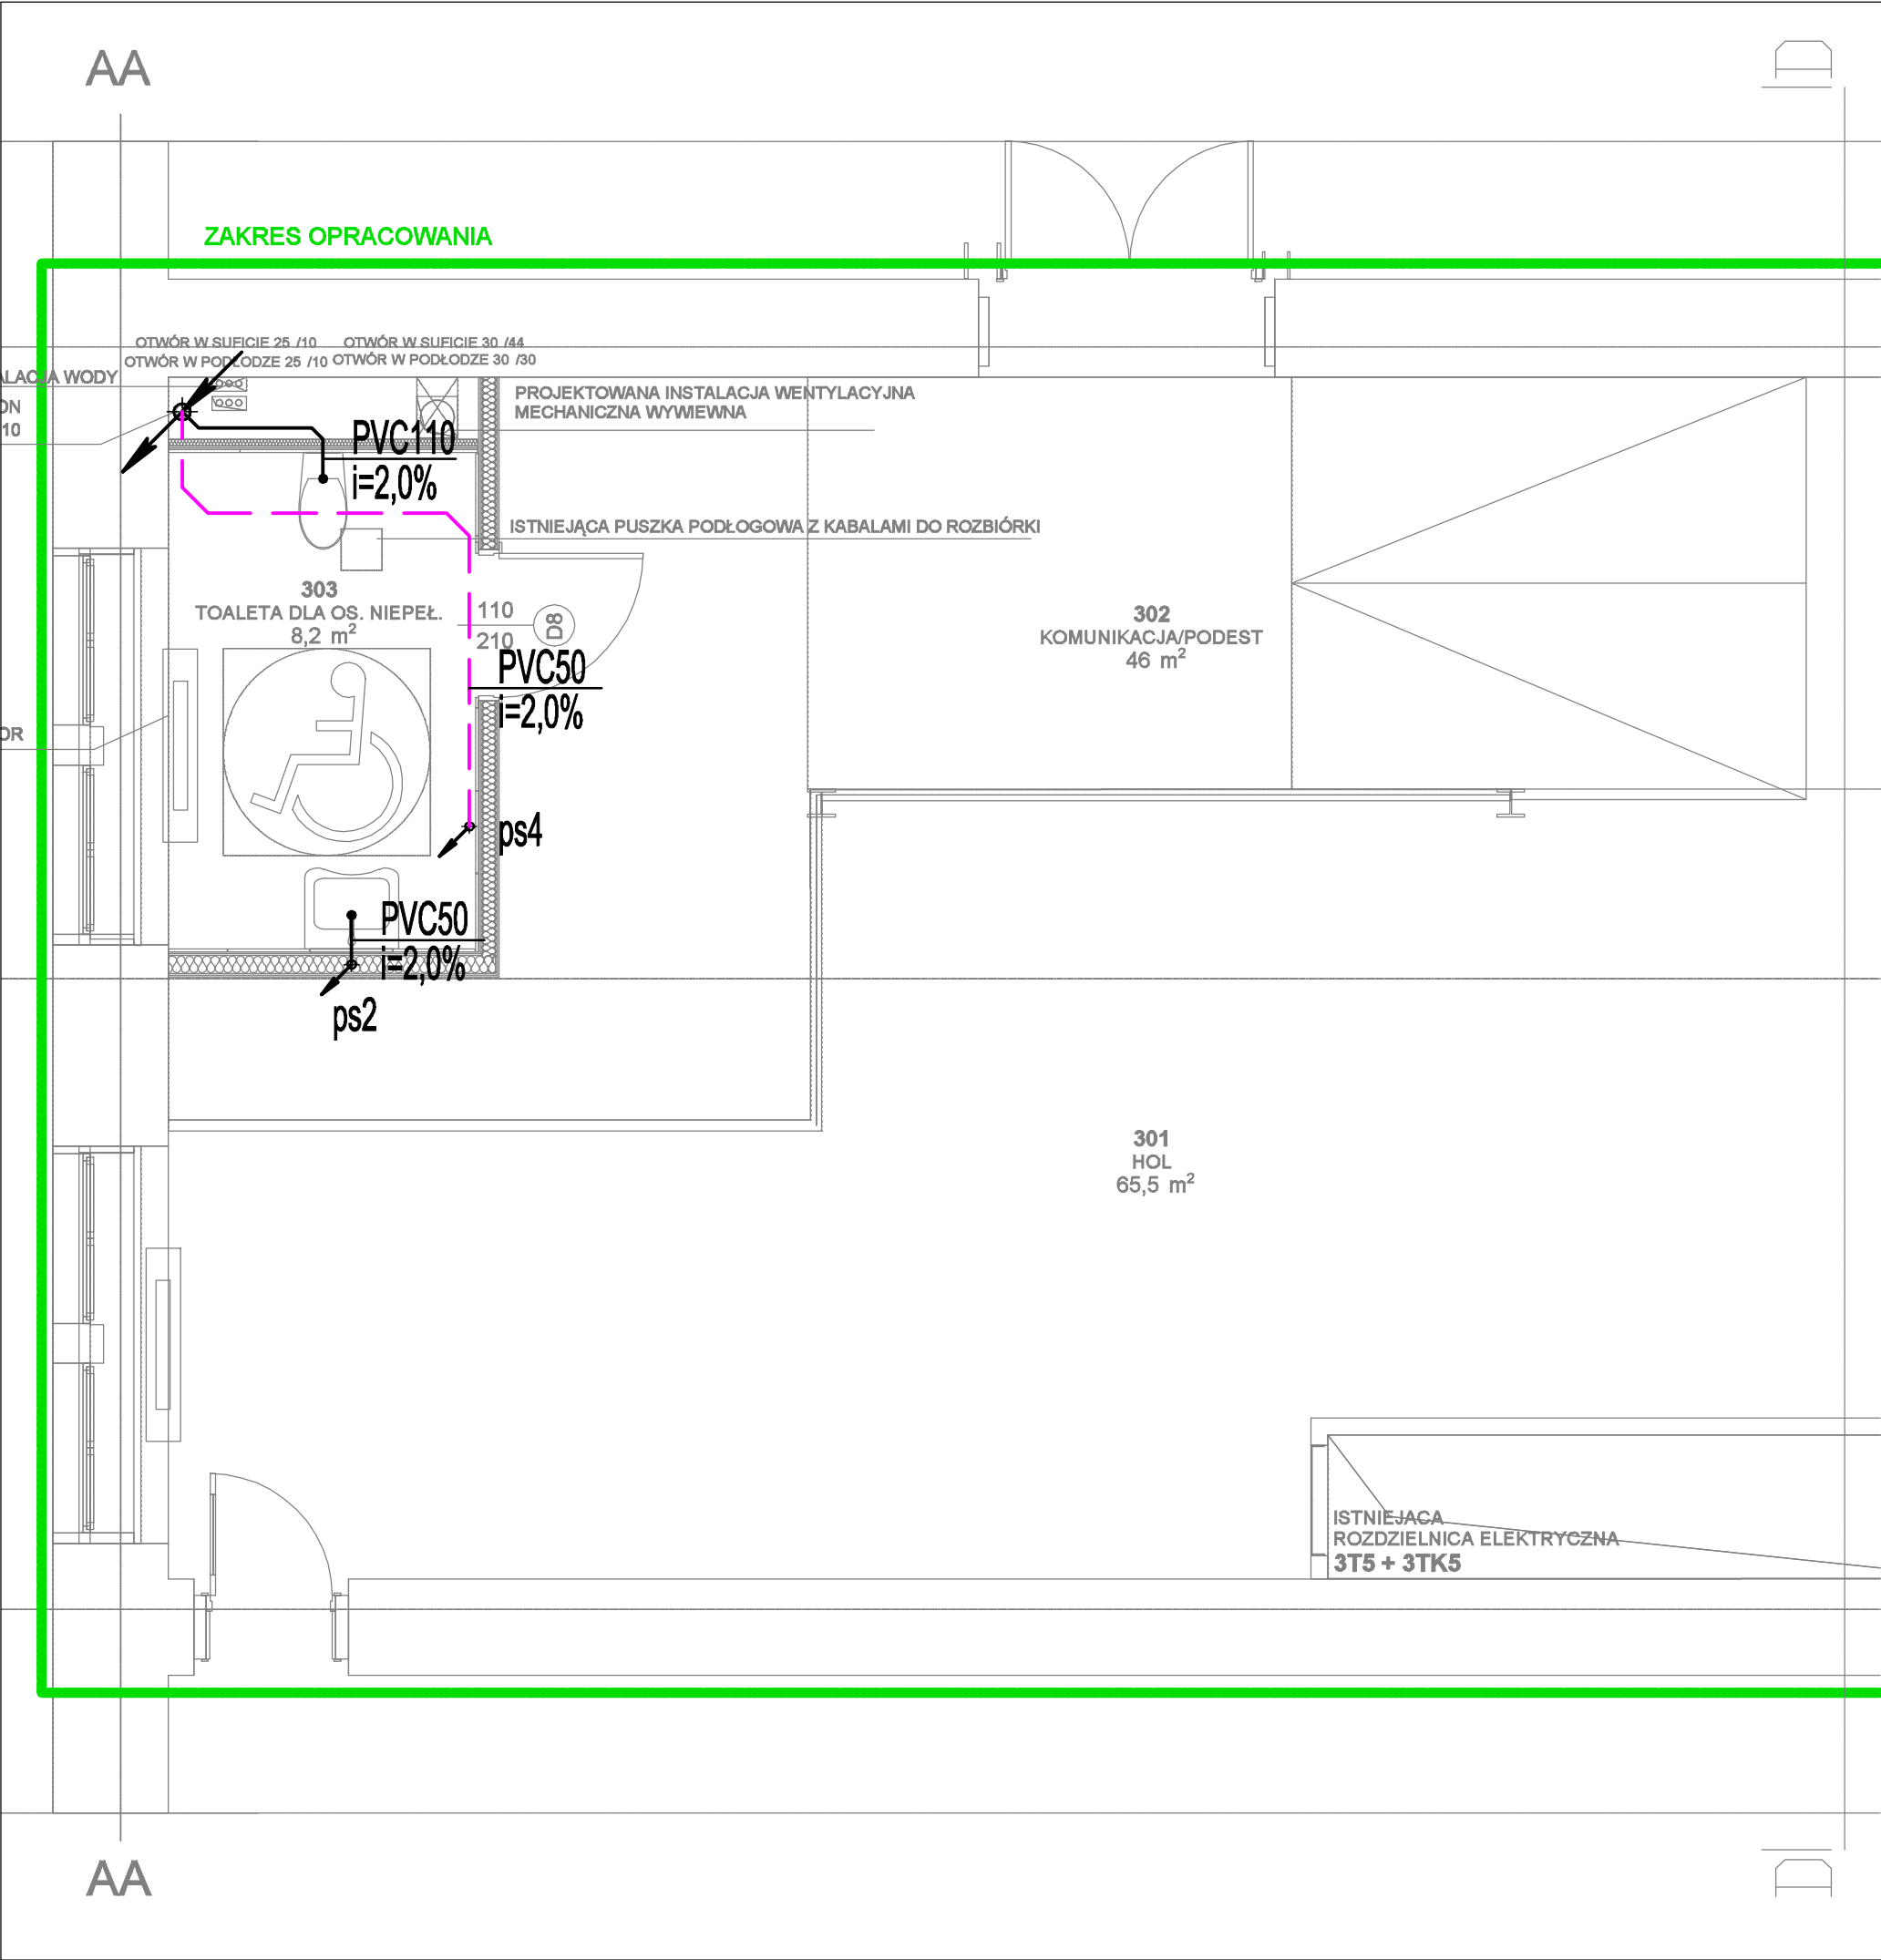 AA
ZAKRES OPRACOWANIA
OTWÓR W SUFICIE 25 /10
OTWÓR W PODŁODZE 25 /10
OTWÓR W SUFICIE 30 /44
OTWÓR W PODŁODZE 30 /30
WODY
10
PROJEKTOWANA INSTALACJA WENTYLACYJNA
MECHANICZNA WYWIEWNA
PVC110
i=2,0%
ISTNIEJĄCA PUSZKA PODŁOGOWA Z KABALAMI DO ROZBIÓRKI
303
TOALETA DLA OS. NIEPEŁ.
8,2 m²
110
210
D8
302
KOMUNIKACJA/PODEST
46 m²
PVC50
i=2,0%
ps4
PVC50
i=2,0%
ps2
301
HOL
65,5 m²
ISTNIEJACA
ROZDZIELNICA ELEKTRYCZNA
3T5 + 3TK5
AA